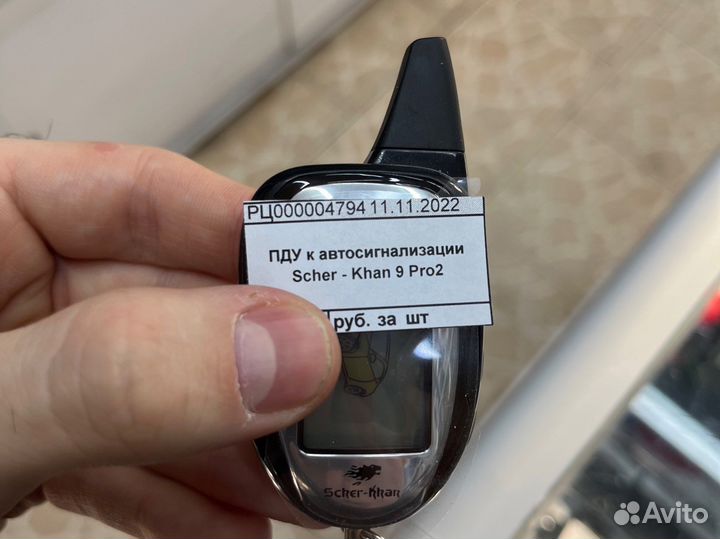 РЦ000004794 11.11.2022
ПДУ к автосигнализации
Scher - Khan 9 Pro2
руб. за шт
Scher-Khan
Avito